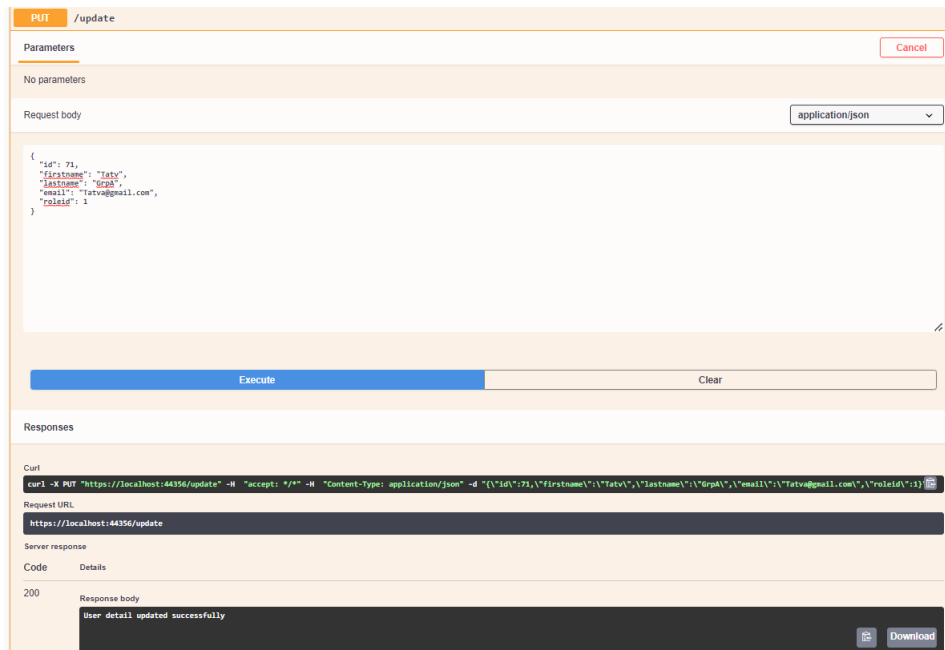 PUT /update
Parameters
Cancel
No parameters
Request body
application/json
{
"id": 71,
"firstname": "Tatv",
"lastname": "GrpA",
"email": "Tatva@gmail.com",
"roleid": 1
}
Execute
Clear
Responses
Curl
curl -X PUT "https://localhost:44356/update" -H "accept: */*" -H "Content-Type: application/json" -d "{\"id\":71,\"firstname\":\"Tatv\",\"lastname\":\"GrpA\",\"email\":\"Tatva@gmail.com\",\"roleid\":1}"
Request URL
https://localhost:44356/update
Server response
Code Details
200
Response body
User detail updated successfully
Download